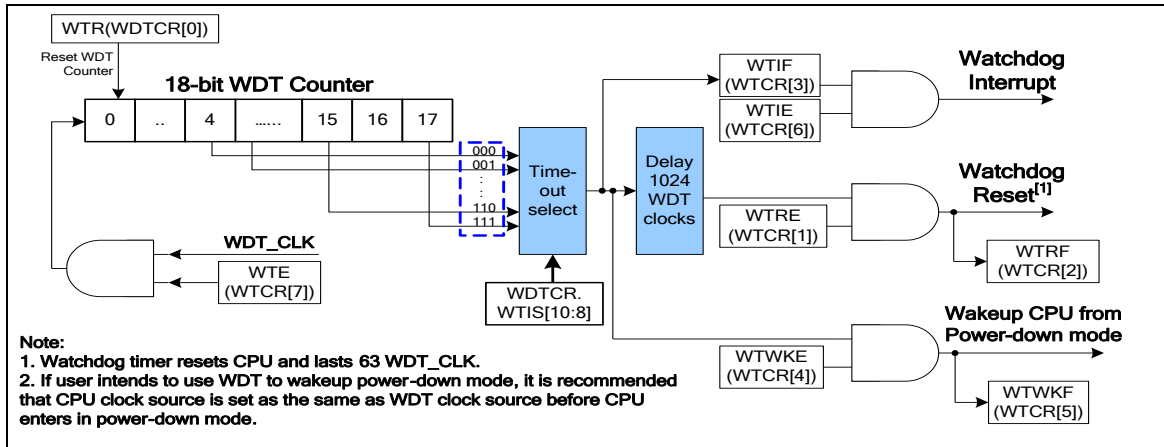 WTR(WDTCR[0])
Reset WDT
Counter
18-bit WDT Counter
0 .. 4 ...... 15 16 17
000
001
:
:
110
111
Time-
out
select
WDTCR.
WTIS[10:8]
Delay
1024
WDT
clocks
WTIF
(WTCR[3])
WTIE
(WTCR[6])
Watchdog
Interrupt
WTRE
(WTCR[1])
Watchdog
Reset[1]
WTRF
(WTCR[2])
WDT_CLK
WTE
(WTCR[7])
WTWKE
(WTCR[4])
Wakeup CPU from
Power-down mode
WTWKF
(WTCR[5])
Note:
1. Watchdog timer resets CPU and lasts 63 WDT_CLK.
2. If user intends to use WDT to wakeup power-down mode, it is recommended
that CPU clock source is set as the same as WDT clock source before CPU
enters in power-down mode.